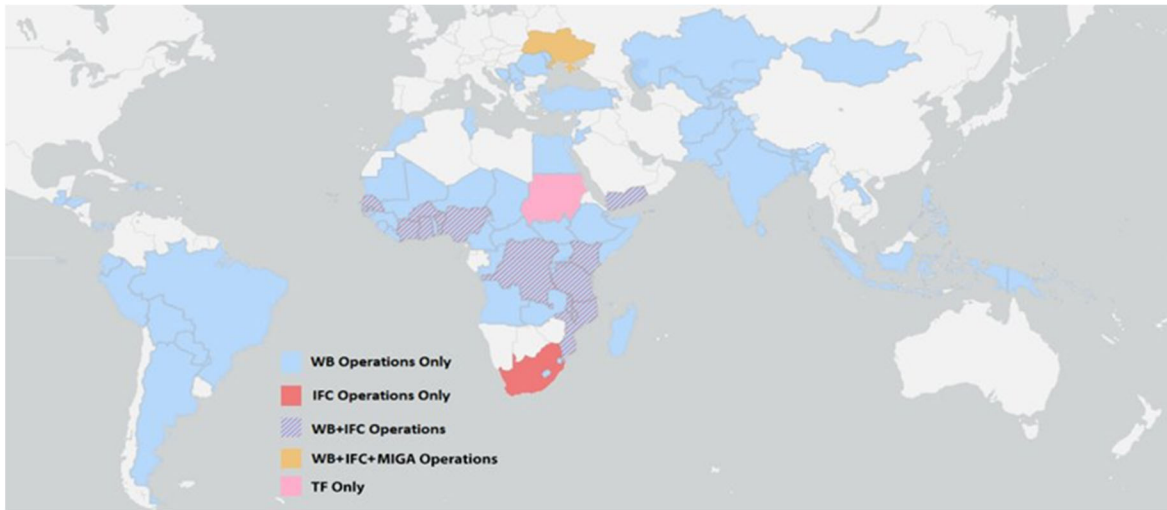 WB Operations Only
IFC Operations Only
WB+IFC Operations
WB+IFC+MIGA Operations
TF Only